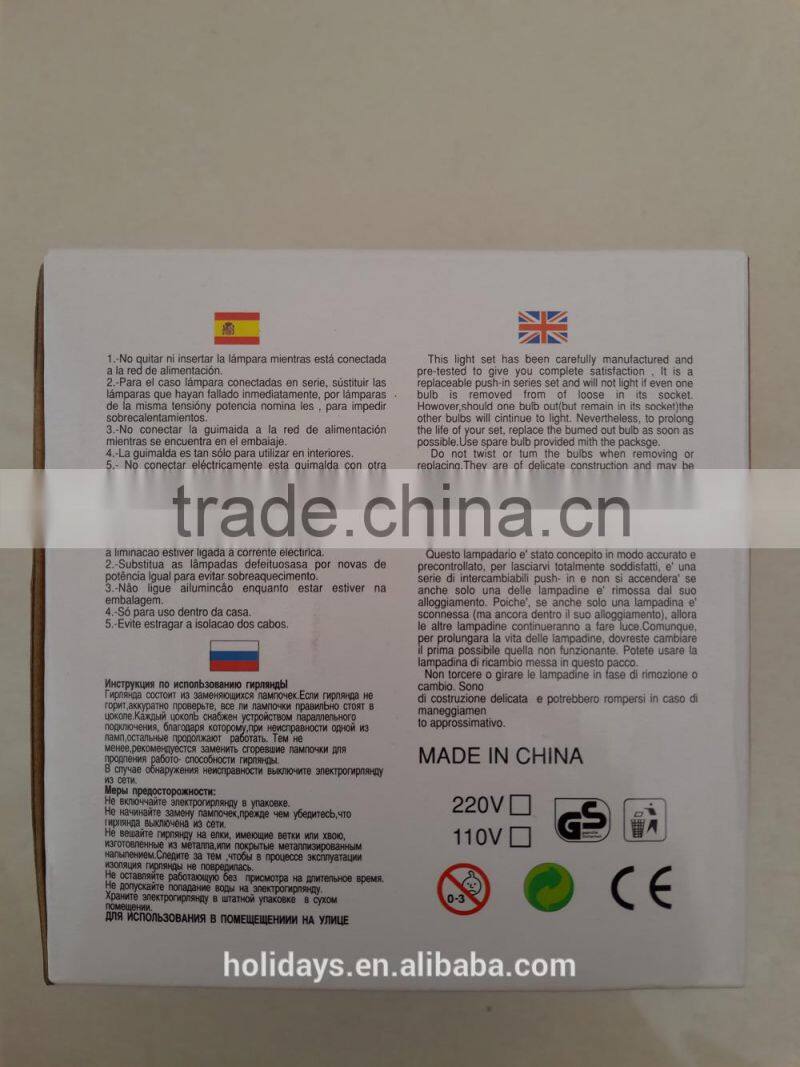 1.-No quitar ni insertar la lámpara mientras está conectada
a la red de alimentación.
2.-Para el caso lámpara conectadas en serie, sústituir las
lámparas que hayan fallado inmediatamente, por lámparas
de la misma tensióny potencia nomina les , para impedir
sobrecalentamientos.
3.-No conectar la guimaida a la red de alimentación
mientras se encuentra en el embaiaje.
4.-La guimalda es tan sólo para utilizar en interiores.
5.- No conectar eléctricamente esta guimalda con otra
a liminacao estiver ligada a corrente electirica.
2.-Substitua as lâmpadas defeituosasa por novas de
potência igual para evitar sobreaquecimento.
3.-Não ligue ailumincâo enquanto estar estiver na
embalagem.
4.-Só para uso dentro da casa.
5.-Evite estragar a isolacao dos cabos.
Инструкция по использованию гирлянды
Гирлянда состоит из заменяющихся лампочек.Если гирлянда не
горит,аккуратно проверьте, все ли лампочки правильно стоят в
цоколе.Каждый цоколь снабжен устройством параллельного
подключения, благодаря которому,при неисправности одной из
ламп,остальные продолжают работать. Тем не
менее,рекомендуется заменить сгоревшие лампочки для
продления работо- способности гирлянды.
В случае обнаружения неисправности выключите электрогирлянду
из сети.
Меры предосторожности:
Не включчайте электрогирлянду в упаковке.
Не начинайте замену лампочек,прежде чем убедитесь,что
гирлянда выключена из сети.
Не вешайте гирлянду на елки, имеющие ветки или хвою,
изготовленные из металла,или покрытые металлизированным
напылением.Следите за тем ,чтобы в процессе эксплуатации
изоляция гирлянды не повредилась.
Не оставляйте работающую без присмотра на длительное время.
Не допускайте попадание воды на электрогирлянду.
Храните электрогирлянду в штатной упаковке в сухом
помещении.
ДЛЯ ИСПОЛЬЗОВАНИЯ В ПОМЕЩЕЩЕНИИИ НА УЛИЦЕ
This light set has been carefully manufactured and
pre-tested to give you complete satisfaction . It is a
replaceable push-in series set and will not light if even one
bulb is removed from of loose in its socket.
However,should one bulb out(but remain in its socket)the
other bulbs will cintinue to light. Nevertheless, to prolong
the life of your set, replace the bumed out bulb as soon as
possible.Use spare bulb provided mith the packsge.
Do not twist or tum the bulbs when removing or
replacing.They are of delicate construction and may be
Questo lampadario e' stato concepito in modo accurato e
precontrollato, per lasciarvi totalmente soddisfatti, e' una
serie di intercambiabili push- in e non si accendera' se
anche solo una delle lampadine e' rimossa dal suo
alloggiamento. Poiche', se anche solo una lampadina e'
sconnessa (ma ancora dentro il suo alloggiamento), allora
le altre lampadine continueranno a fare luce.Comunque,
per prolungara la vita delle lampadine, dovreste cambiare
il prima possibile quella non funzionante. Potete usare la
lampadina di ricambio messa in questo pacco.
Non torcere o girare le lampadine in fase di rimozione o
cambio. Sono
di costruzione delicata e potrebbero rompersi in caso di
maneggiamen
to approssimativo.
MADE IN CHINA
220V
110V
GS
0-3
CE
trade.china.cn
holidays.en.alibaba.com